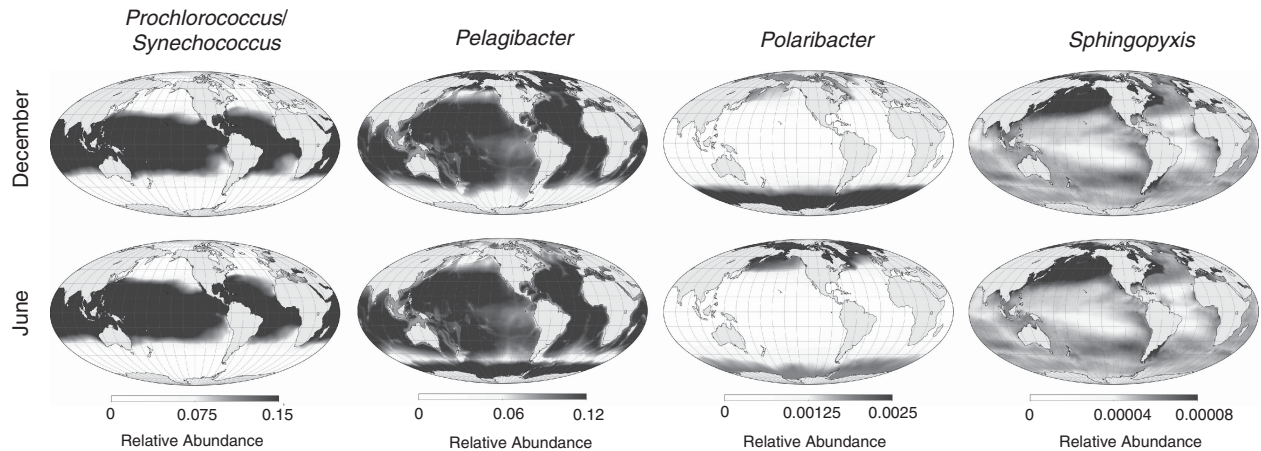 Prochlorococcus/
Synechococcus
Pelagibacter
Polaribacter
Sphingopyxis
December
June
0 0.075 0.15
Relative Abundance
0 0.06 0.12
Relative Abundance
0 0.00125 0.0025
Relative Abundance
0 0.00004 0.00008
Relative Abundance